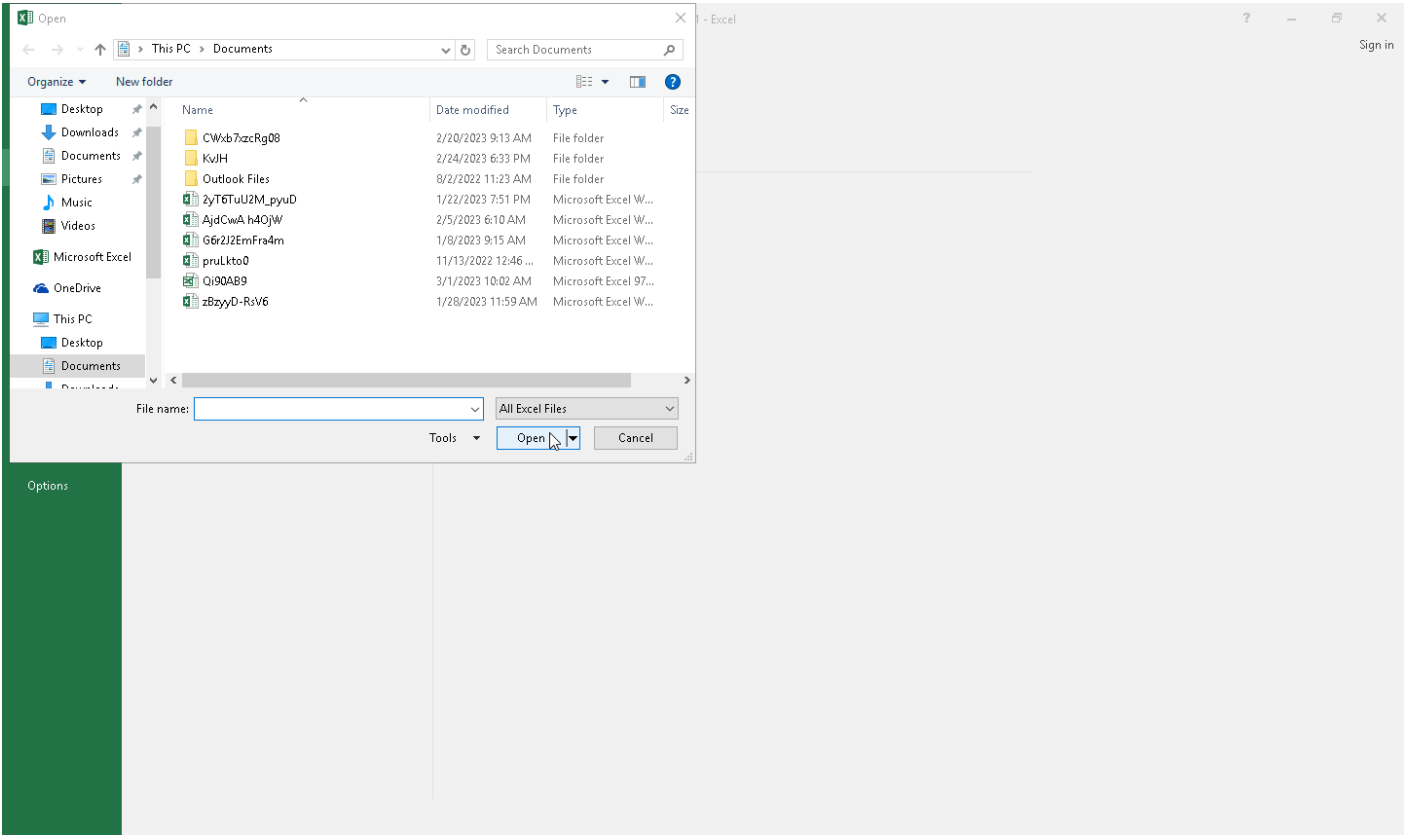 Open
1 - Excel
Sign in
This PC > Documents
Search Documents
Organize
New folder
Name
Date modified
Type
Size
Desktop
Downloads
Documents
Pictures
Music
Videos
Microsoft Excel
OneDrive
This PC
Desktop
Documents
Downloads
CWxb7xzcRg08 2/20/2023 9:13 AM File folder
KvJH 2/24/2023 6:33 PM File folder
Outlook Files 8/2/2022 11:23 AM File folder
2yT6TuU2M_pyuD 1/22/2023 7:51 PM Microsoft Excel W...
AjdCwA h4OjW 2/5/2023 6:10 AM Microsoft Excel W...
G6r2J2EmFra4m 1/8/2023 9:15 AM Microsoft Excel W...
pruLkto0 11/13/2022 12:46 ... Microsoft Excel W...
Qi90AB9 3/1/2023 10:02 AM Microsoft Excel 97...
zBzyyD-RsV6 1/28/2023 11:59 AM Microsoft Excel W...
File name:
All Excel Files
Tools
Open
Cancel
Options